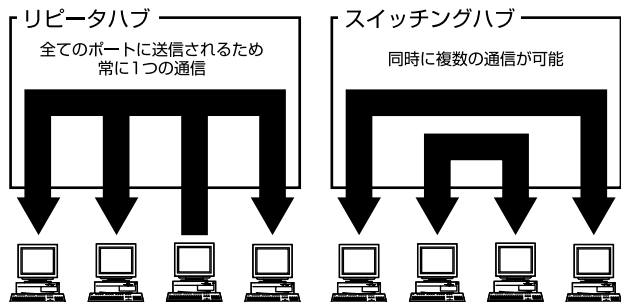 リピータハブ
全てのポートに送信されるため
常に1つの通信
スイッチングハブ
同時に複数の通信が可能